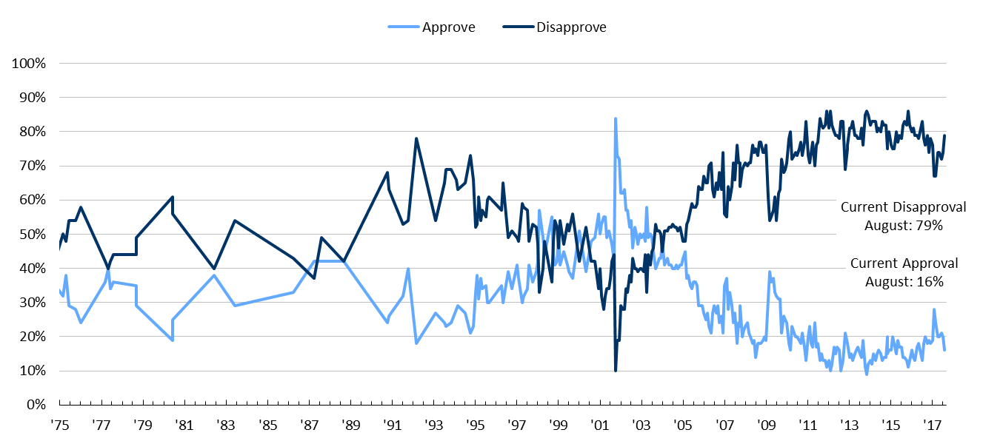 Approve Disapprove
100%
90%
80%
70%
60%
50%
40%
30%
20%
10%
0%
Current Disapproval
August: 79%
Current Approval
August: 16%
'75 '77 '79 '81 '83 '85 '87 '89 '91 '93 '95 '97 '99 '01 '03 '05 '07 '09 '11 '13 '15 '17